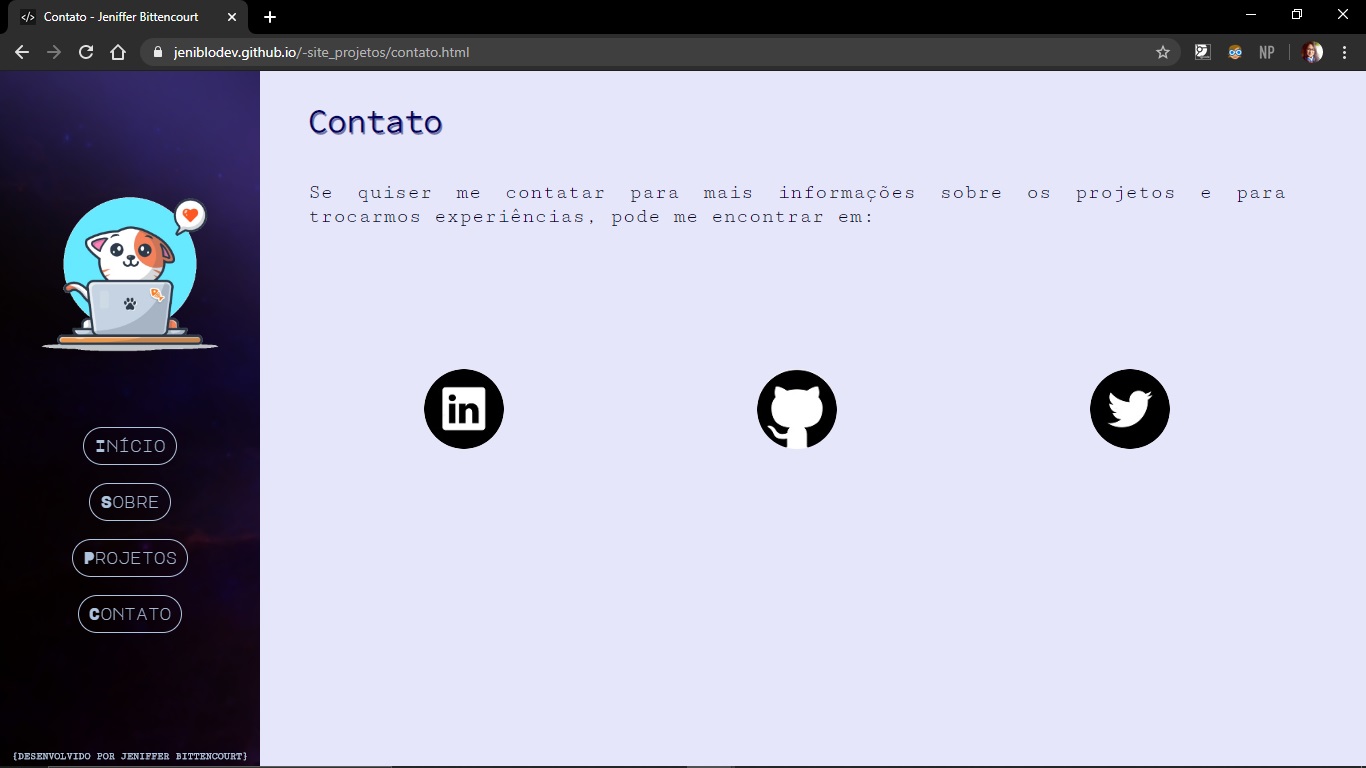 Contato - Jeniffer Bittencourt
jeniblodev.github.io/-site_projetos/contato.html
NP
Contato
Se quiser me contatar para mais informações sobre os projetos e para
trocarmos experiências, pode me encontrar em:
in
INÍCIO
SOBRE
PROJETOS
CONTATO
{DESENVOLVIDO POR JENIFFER BITTENCOURT}